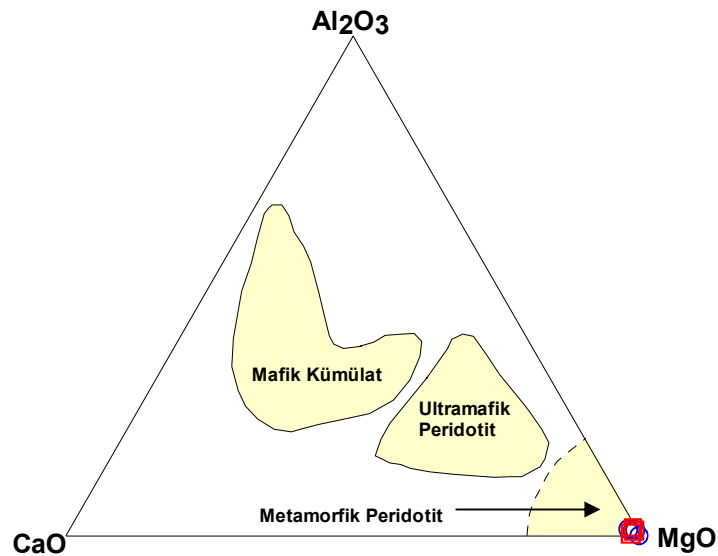 Al2O3
Mafik Kümülat
Ultramafik
Peridotit
Metamorfik Peridotit
CaO
MgO